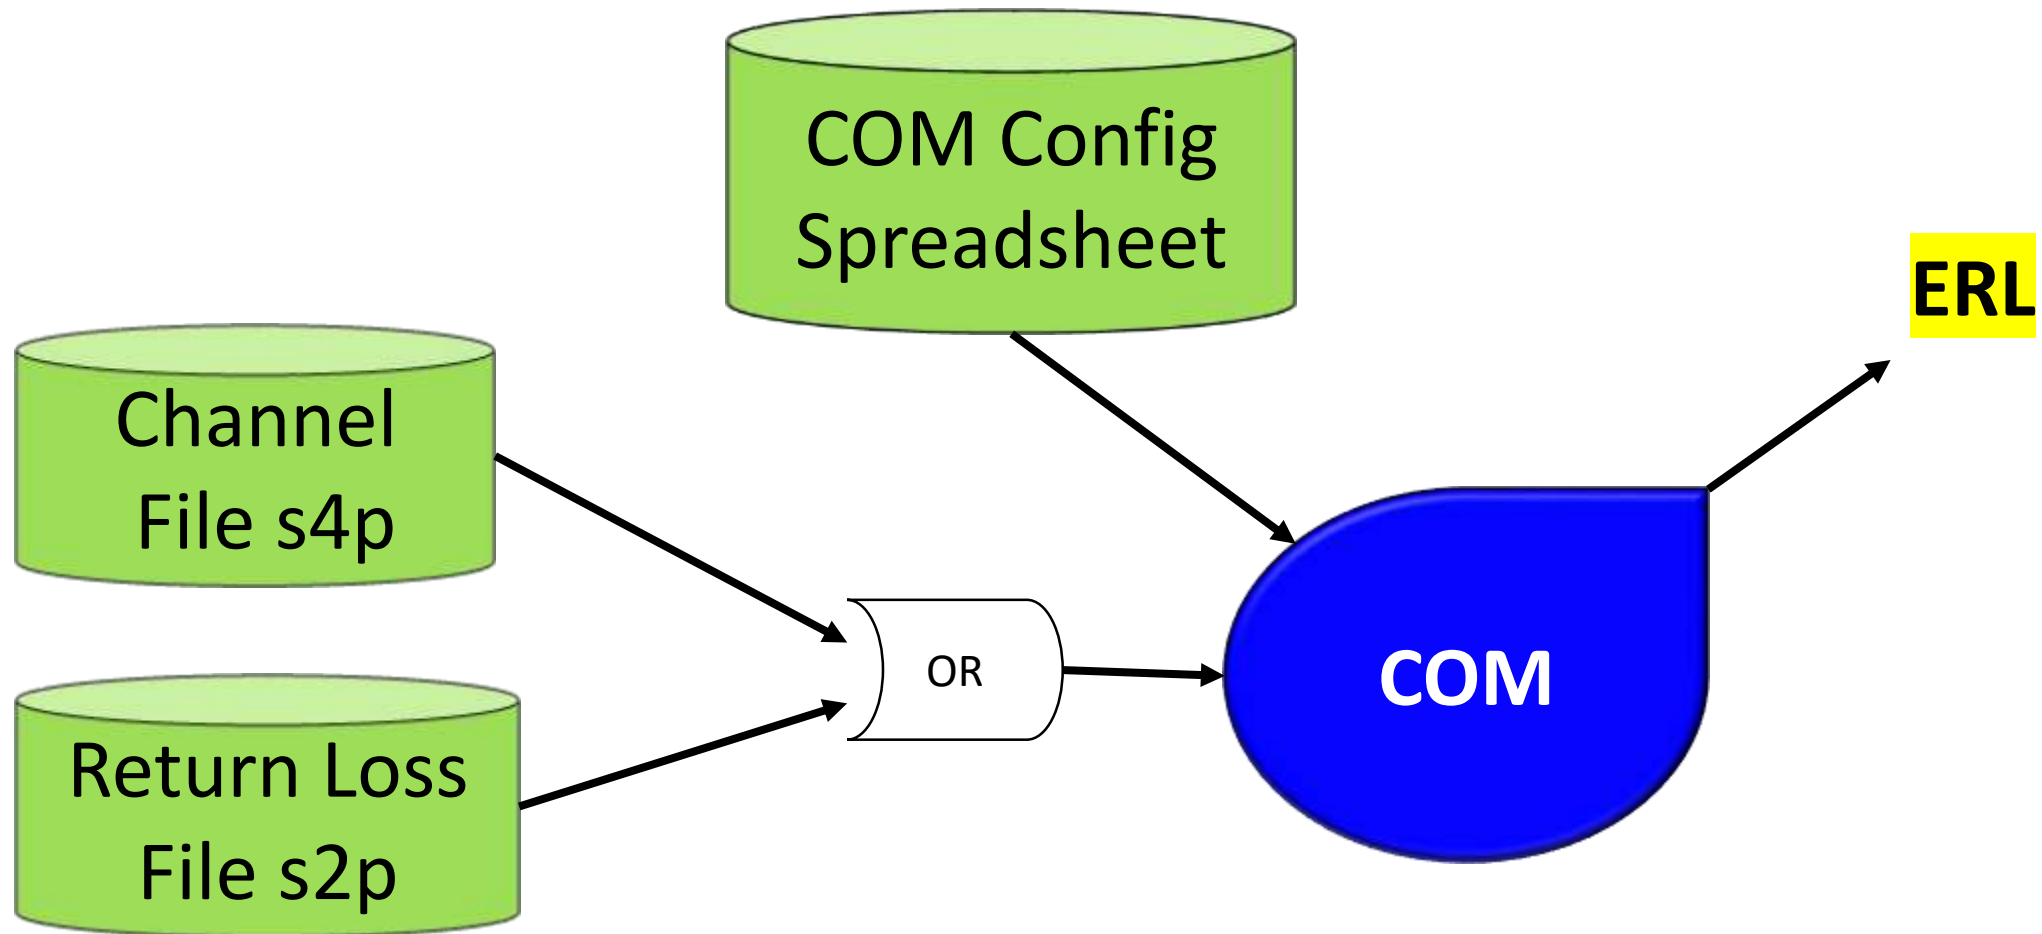 COM Config
Spreadsheet
ERL
Channel
File s4p
OR
COM
Return Loss
File s2p